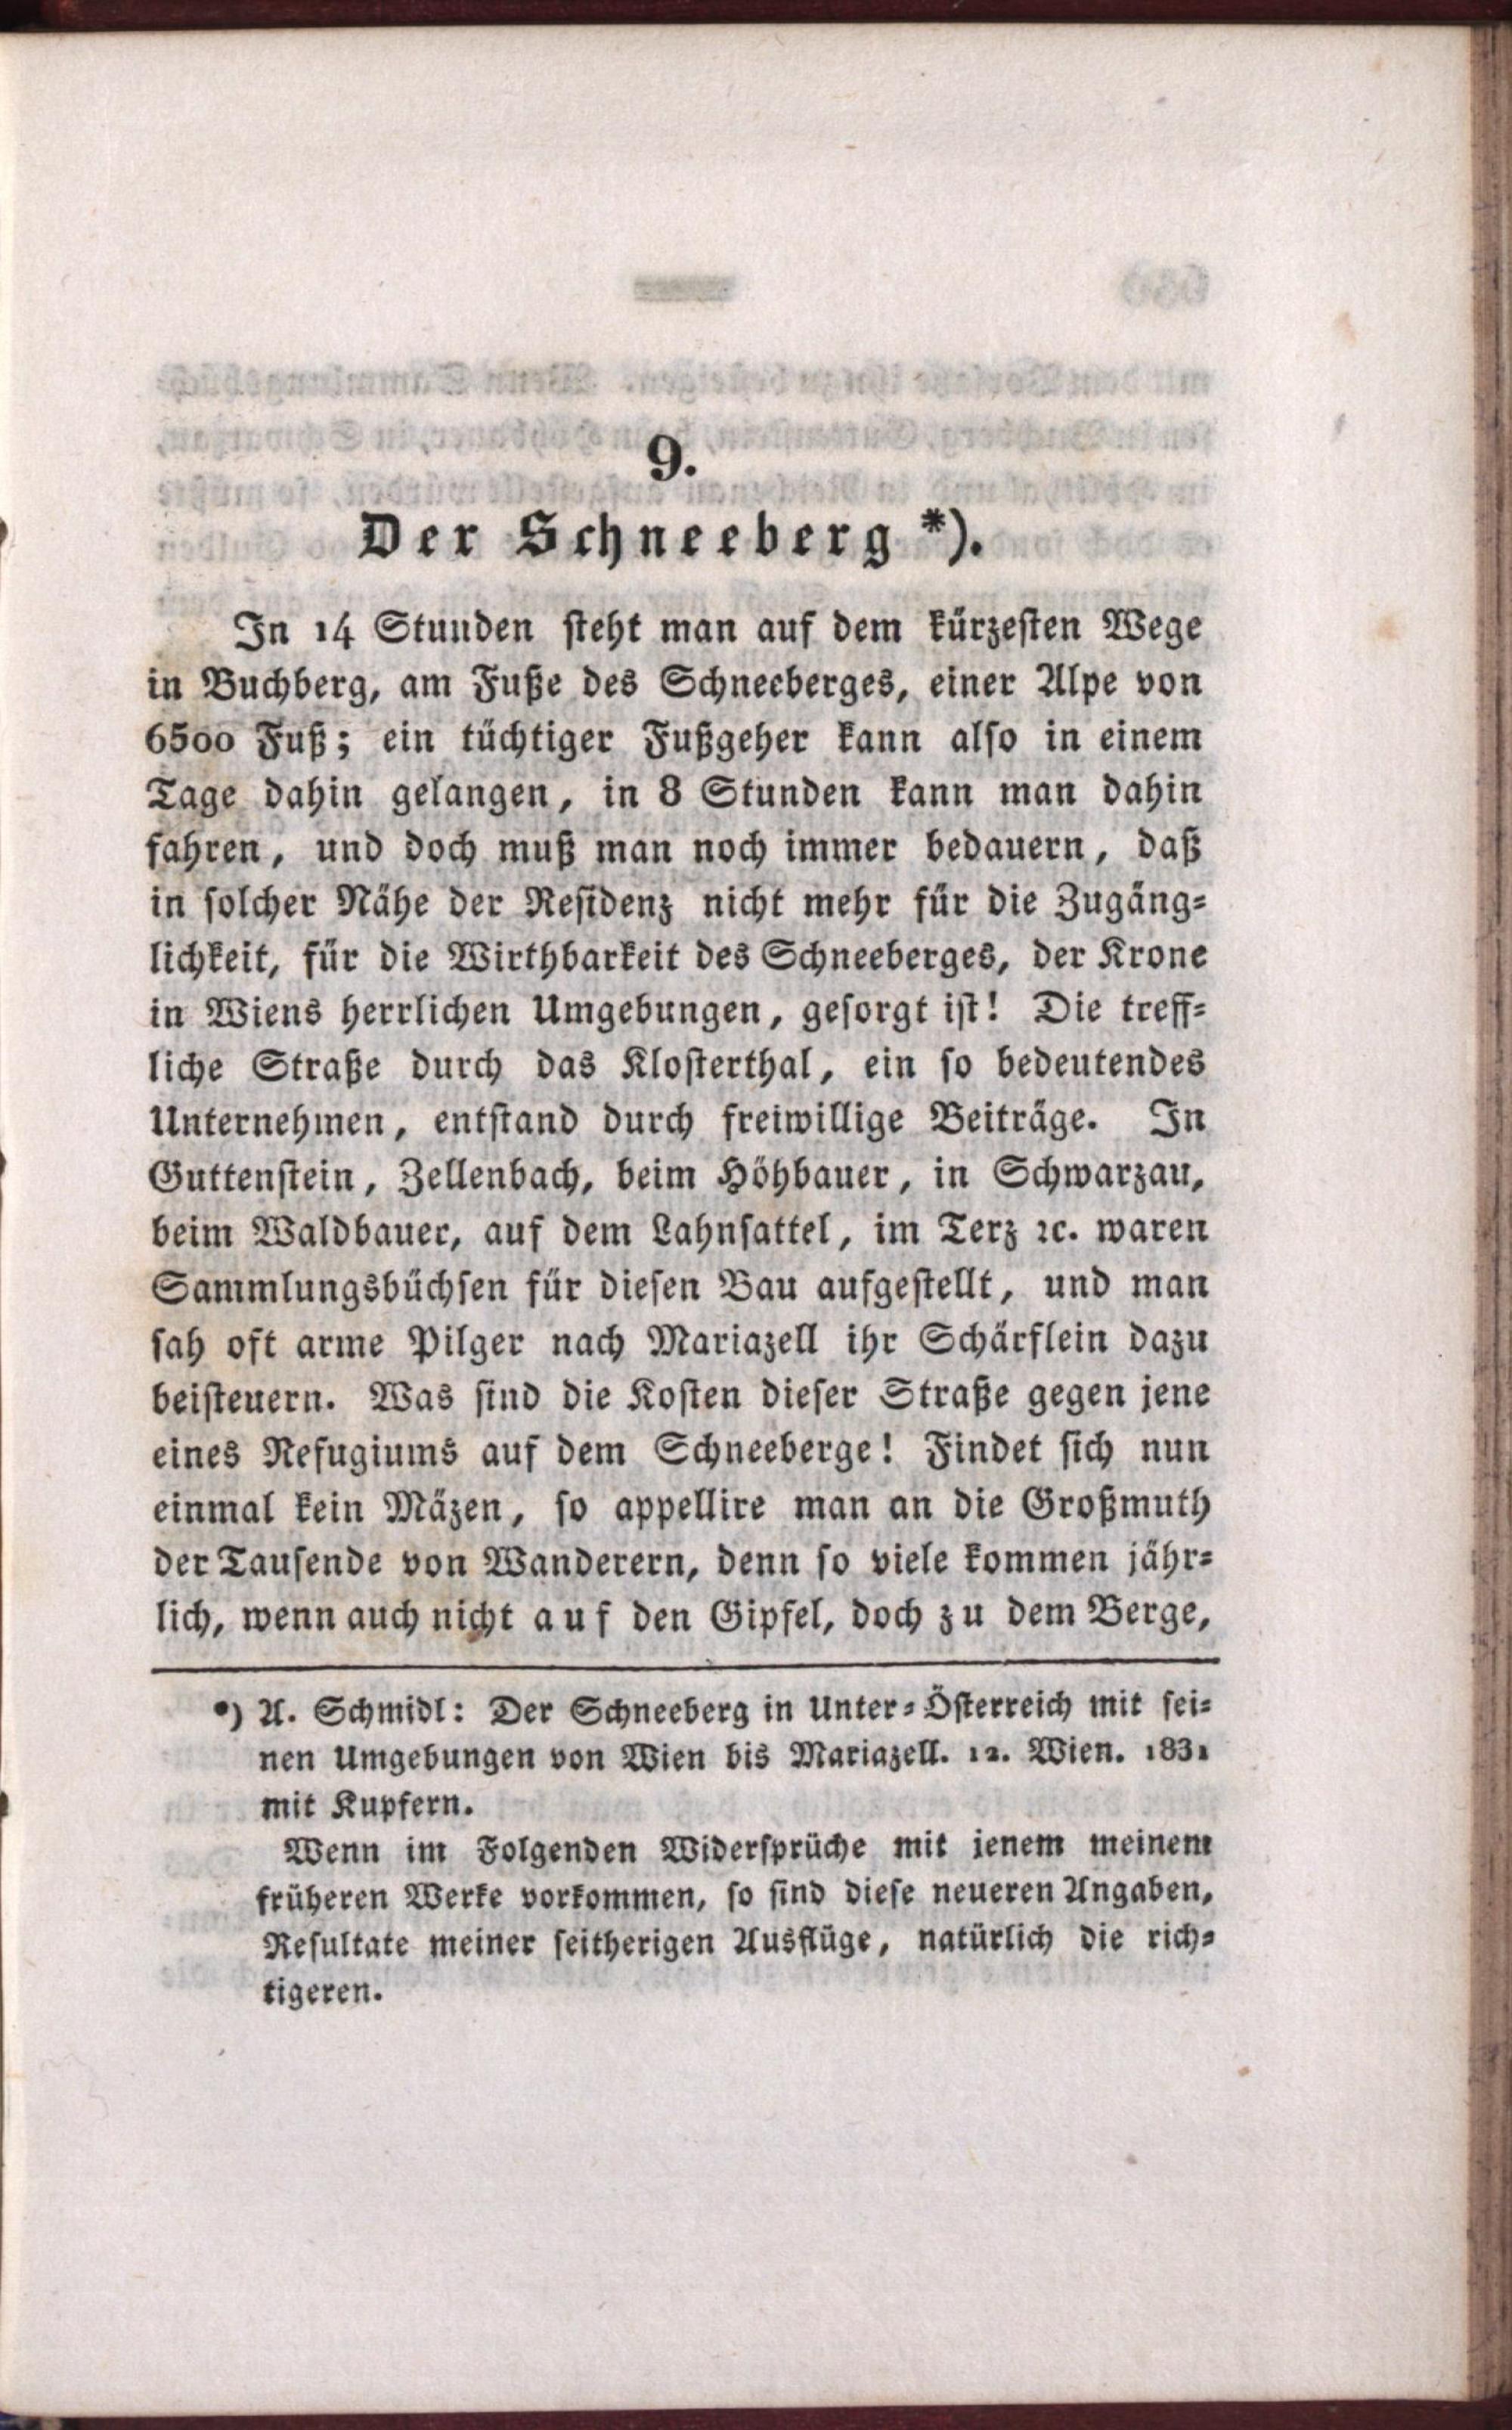 9.
Der Schneeberg *).
In 14 Stunden steht man auf dem kürzesten Wege
in Buchberg, am Fuße des Schneeberges, einer Alpe von
6500 Fuß; ein tüchtiger Fußgeher kann also in einem
Tage dahin gelangen, in 8 Stunden kann man dahin
fahren, und doch muß man noch immer bedauern, daß
in solcher Nähe der Residenz nicht mehr für die Zugäng-
lichkeit, für die Wirthbarkeit des Schneeberges, der Krone
in Wiens herrlichen Umgebungen, gesorgt ist! Die treff-
liche Straße durch das Klosterthal, ein so bedeutendes
Unternehmen, entstand durch freiwillige Beiträge. In
Guttenstein, Zellenbach, beim Höhbauer, in Schwarzau,
beim Waldbauer, auf dem Lahnsattel, im Terz ꝛc. waren
Sammlungsbüchsen für diesen Bau aufgestellt, und man
sah oft arme Pilger nach Mariazell ihr Schärflein dazu
beisteuern. Was sind die Kosten dieser Straße gegen jene
eines Refugiums auf dem Schneeberge! Findet sich nun
einmal kein Mäzen, so appellire man an die Großmuth
der Tausende von Wanderern, denn so viele kommen jähr-
lich, wenn auch nicht auf den Gipfel, doch zu dem Berge,
*) A. Schmidl: Der Schneeberg in Unter-Österreich mit sei-
nen Umgebungen von Wien bis Mariazell. 12. Wien. 1831
mit Kupfern.
Wenn im Folgenden Widersprüche mit jenem meinem
früheren Werke vorkommen, so sind diese neueren Angaben,
Resultate meiner seitherigen Ausflüge, natürlich die rich-
tigeren.